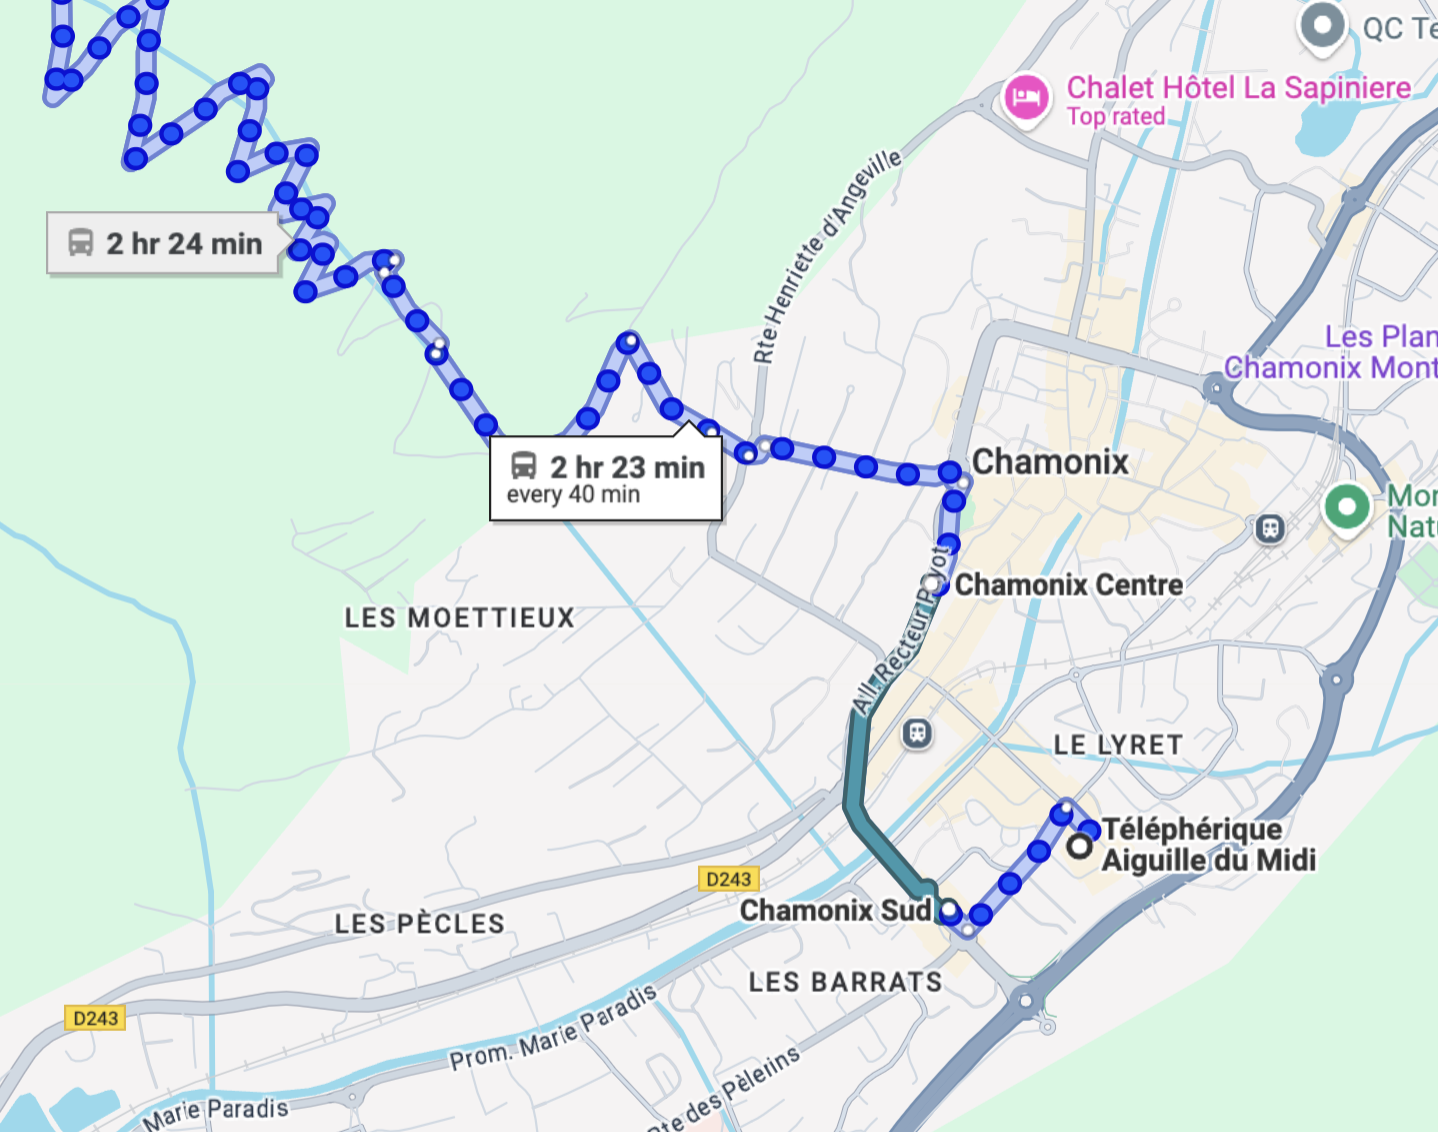 QC Te
Chalet Hôtel La Sapiniere
Top rated
Rte Henriette d'Angeville
2 hr 24 min
Les Plan
Chamonix Mont
Chamonix
2 hr 23 min
every 40 min
Mon
Natu
Chamonix Centre
LES MOETTIEUX
All. Recteur Payot
LE LYRET
Téléphérique
Aiguille du Midi
D243
Chamonix Sud
LES PÈCLES
LES BARRATS
D243
Prom. Marie Paradis
Marie Paradis
Rte des Pèlerins